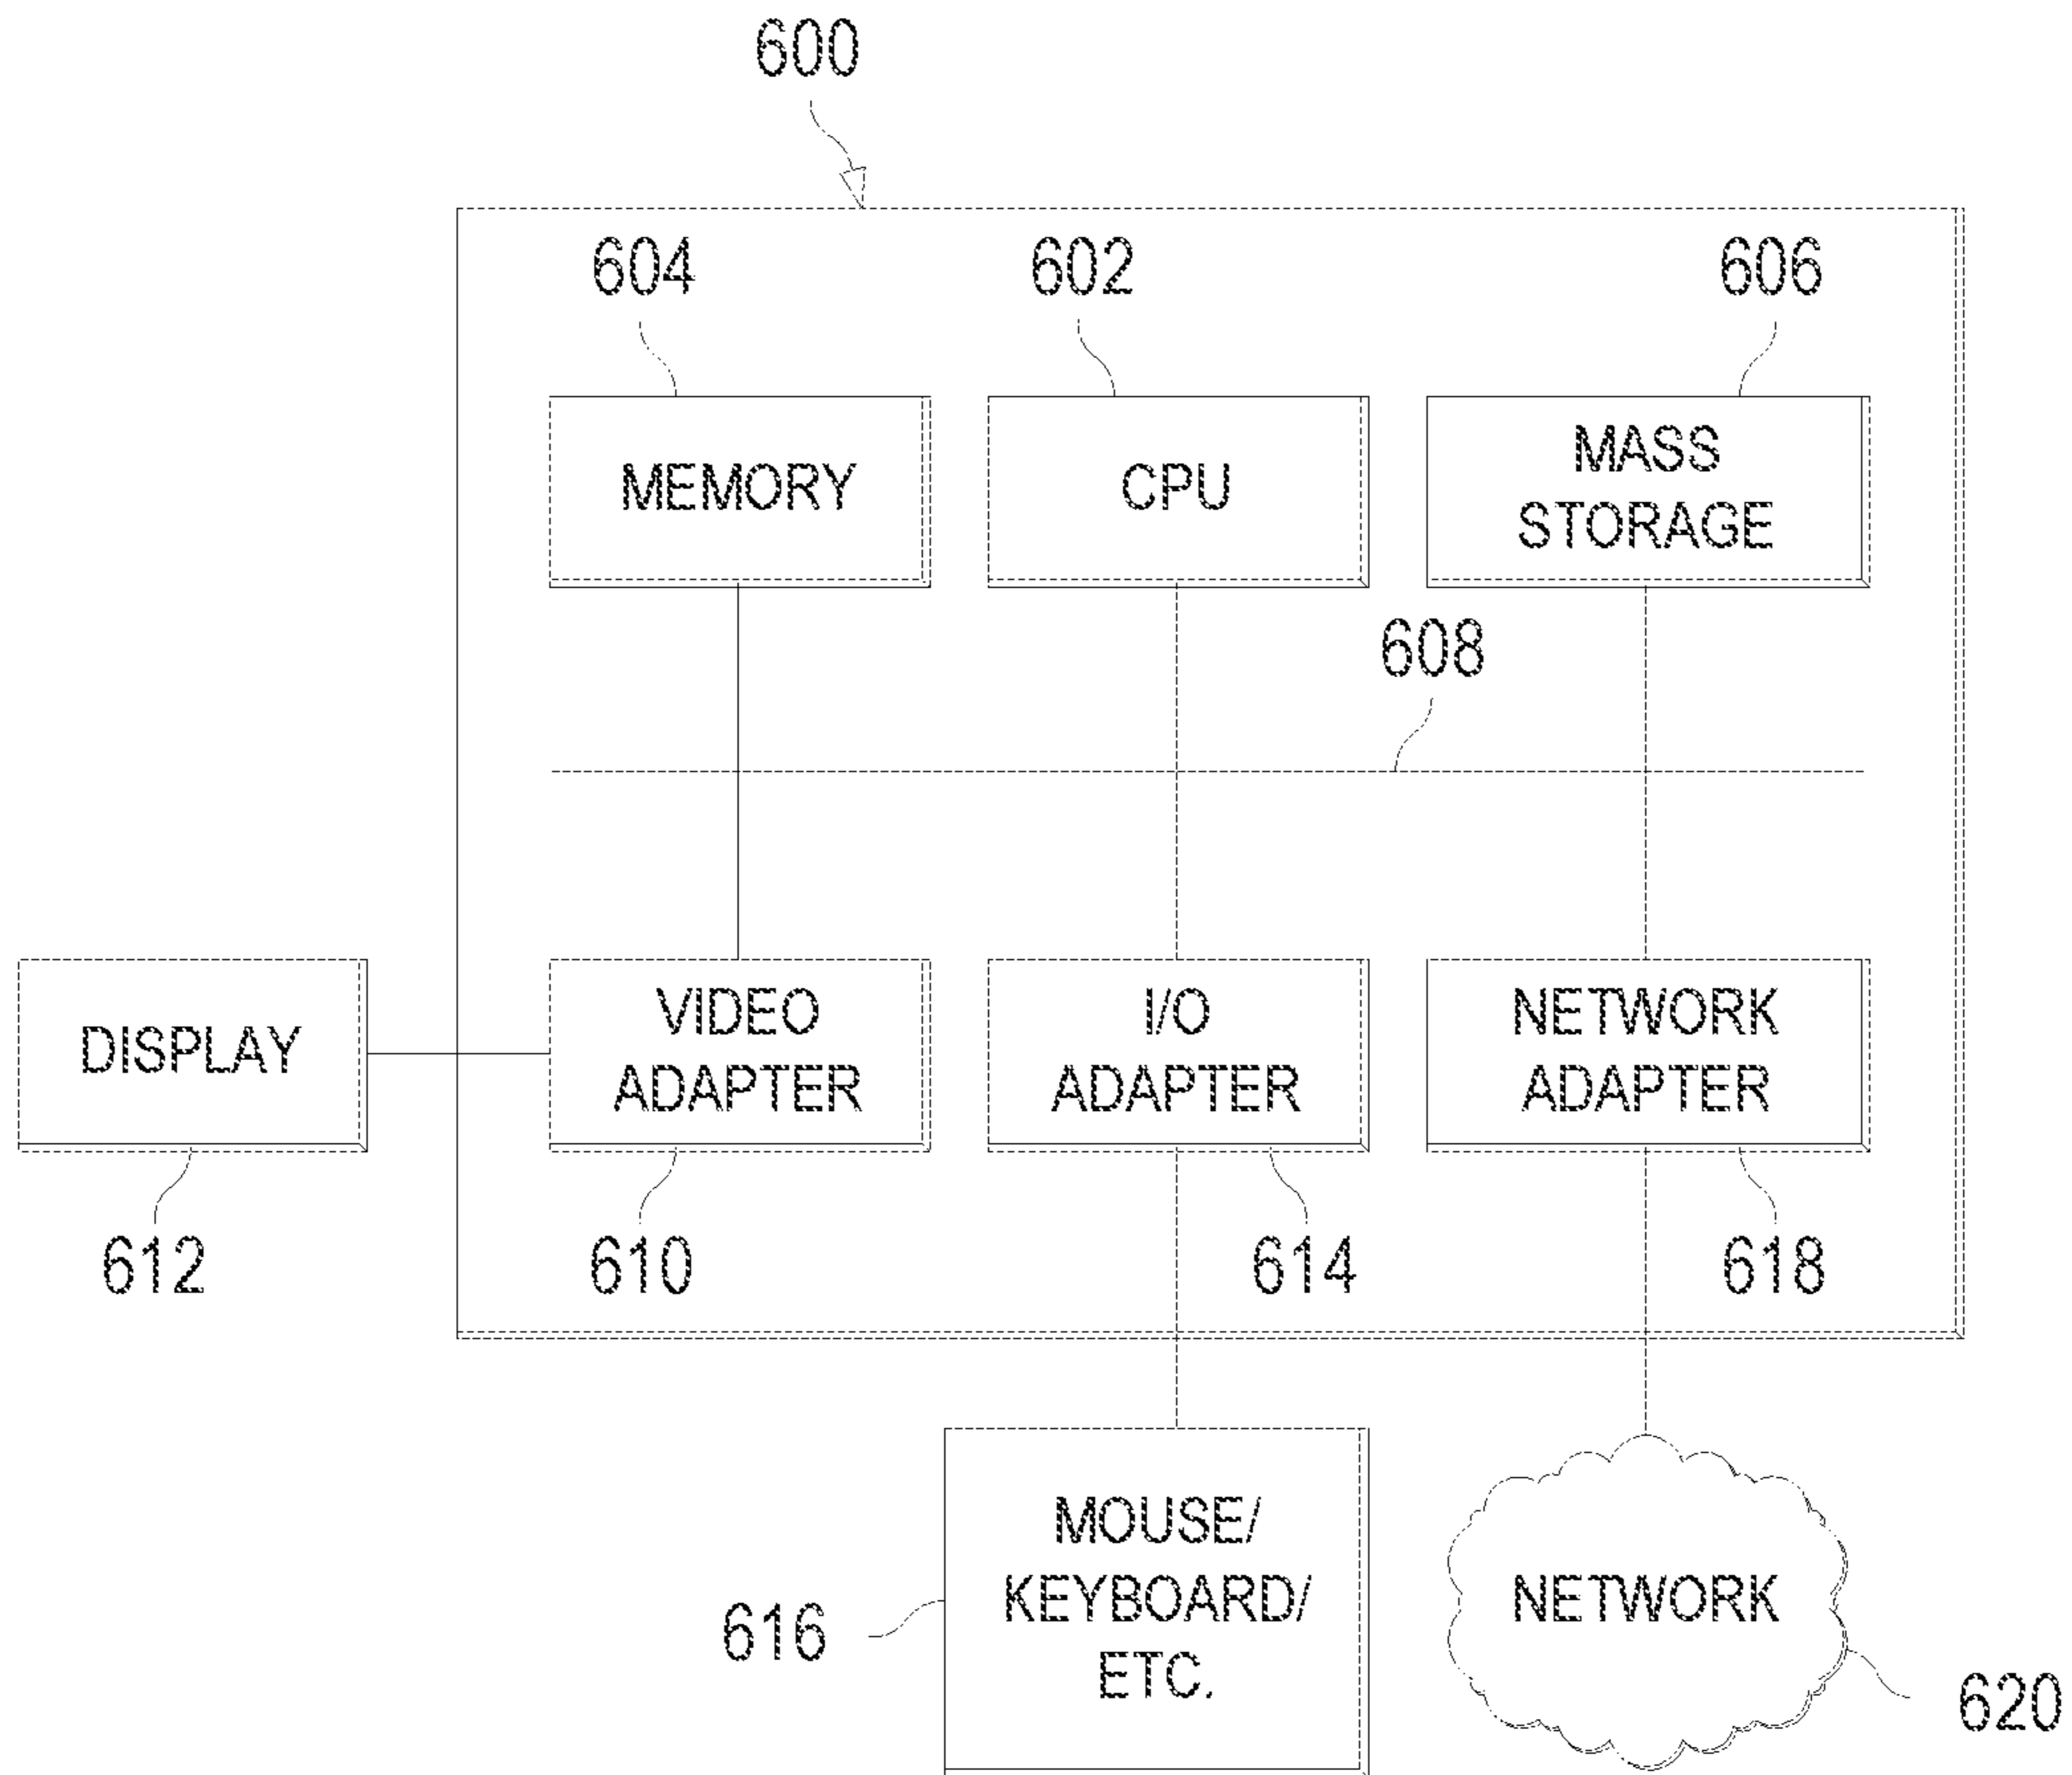 600
604
602
606
MEMORY
CPU
MASS
STORAGE
608
DISPLAY
VIDEO
ADAPTER
I/O
ADAPTER
NETWORK
ADAPTER
612
610
614
618
MOUSE/
KEYBOARD/
ETC.
616
NETWORK
620